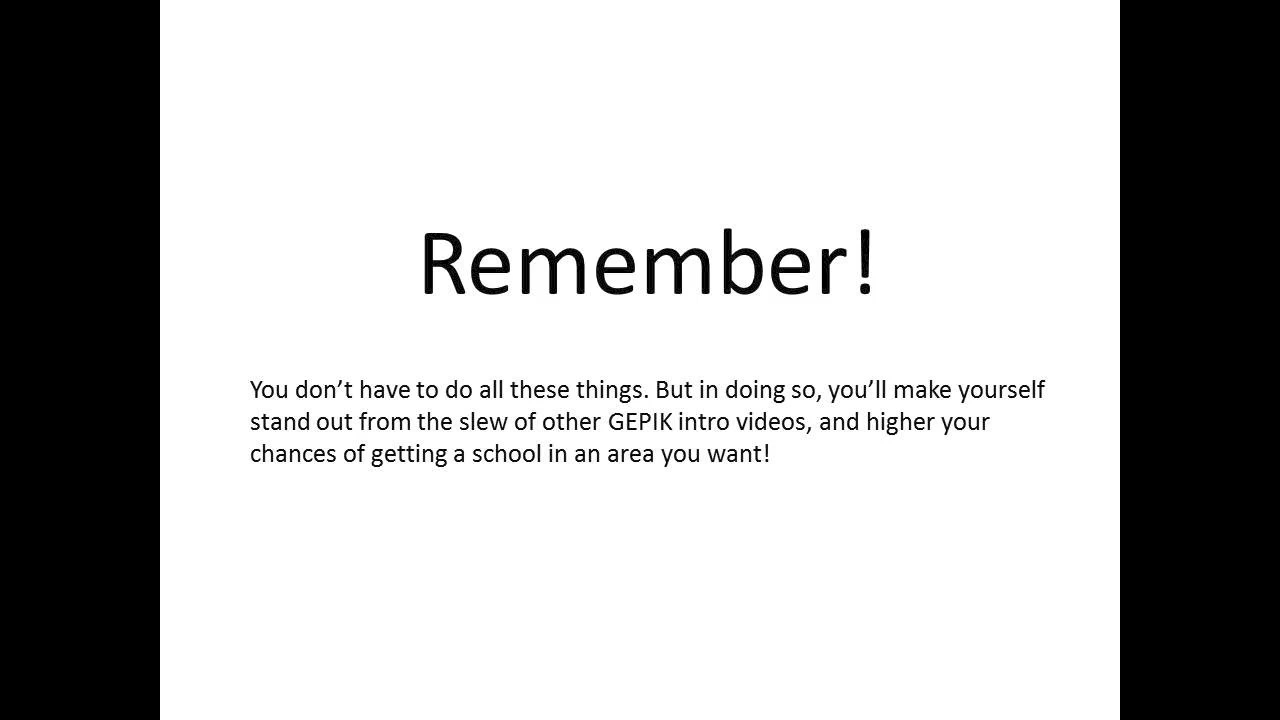 Remember!
You don’t have to do all these things. But in doing so, you’ll make yourself
stand out from the slew of other GEPIK intro videos, and higher your
chances of getting a school in an area you want!